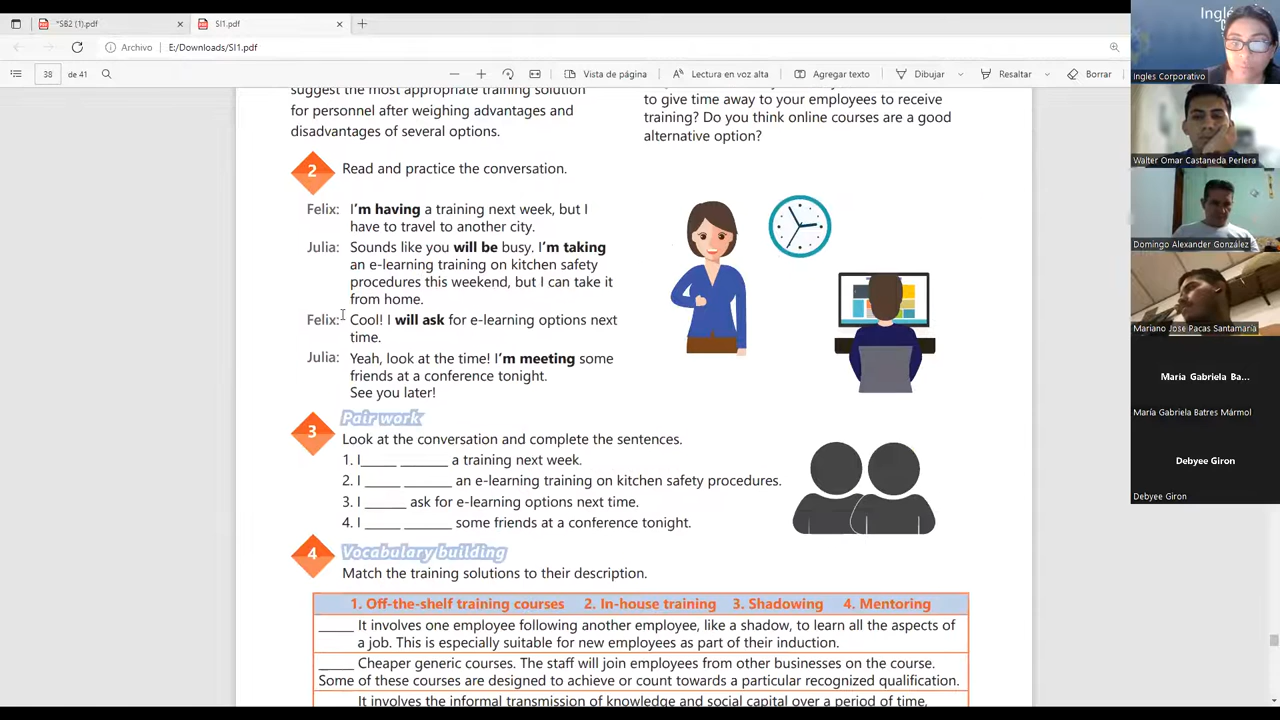 *SB2 (1).pdf
SI1.pdf
Archivo
E:/Downloads/SI1.pdf
38 de 41
Vista de página
Lectura en voz alta
Agregar texto
Dibujar
Resaltar
Borrar
suggest the most appropriate training solution
for personnel after weighing advantages and
disadvantages of several options.
to give time away to your employees to receive
training? Do you think online courses are a good
alternative option?
2 Read and practice the conversation.
Felix: I'm having a training next week, but I
have to travel to another city.
Julia: Sounds like you will be busy. I'm taking
an e-learning training on kitchen safety
procedures this weekend, but I can take it
from home.
Felix: Cool! I will ask for e-learning options next
time.
Julia: Yeah, look at the time! I'm meeting some
friends at a conference tonight.
See you later!
3 Pair work
Look at the conversation and complete the sentences.
1. I_____ _______ a training next week.
2. I _____ _______ an e-learning training on kitchen safety procedures.
3. I ______ ask for e-learning options next time.
4. I _____ _______ some friends at a conference tonight.
4 Vocabulary building
Match the training solutions to their description.
1. Off-the-shelf training courses 2. In-house training 3. Shadowing 4. Mentoring
_____ It involves one employee following another employee, like a shadow, to learn all the aspects of
a job. This is especially suitable for new employees as part of their induction.
_____ Cheaper generic courses. The staff will join employees from other businesses on the course.
Some of these courses are designed to achieve or count towards a particular recognized qualification.
It involves the informal transmission of knowledge and social capital over a period of time,
Ingles Corporativo
Walter Omar Castaneda Perlera
Domingo Alexander González
Mariano Jose Pacas Santamaría
Maria Gabriela Ba...
María Gabriela Batres Mármol
Debyee Giron
Debyee Giron